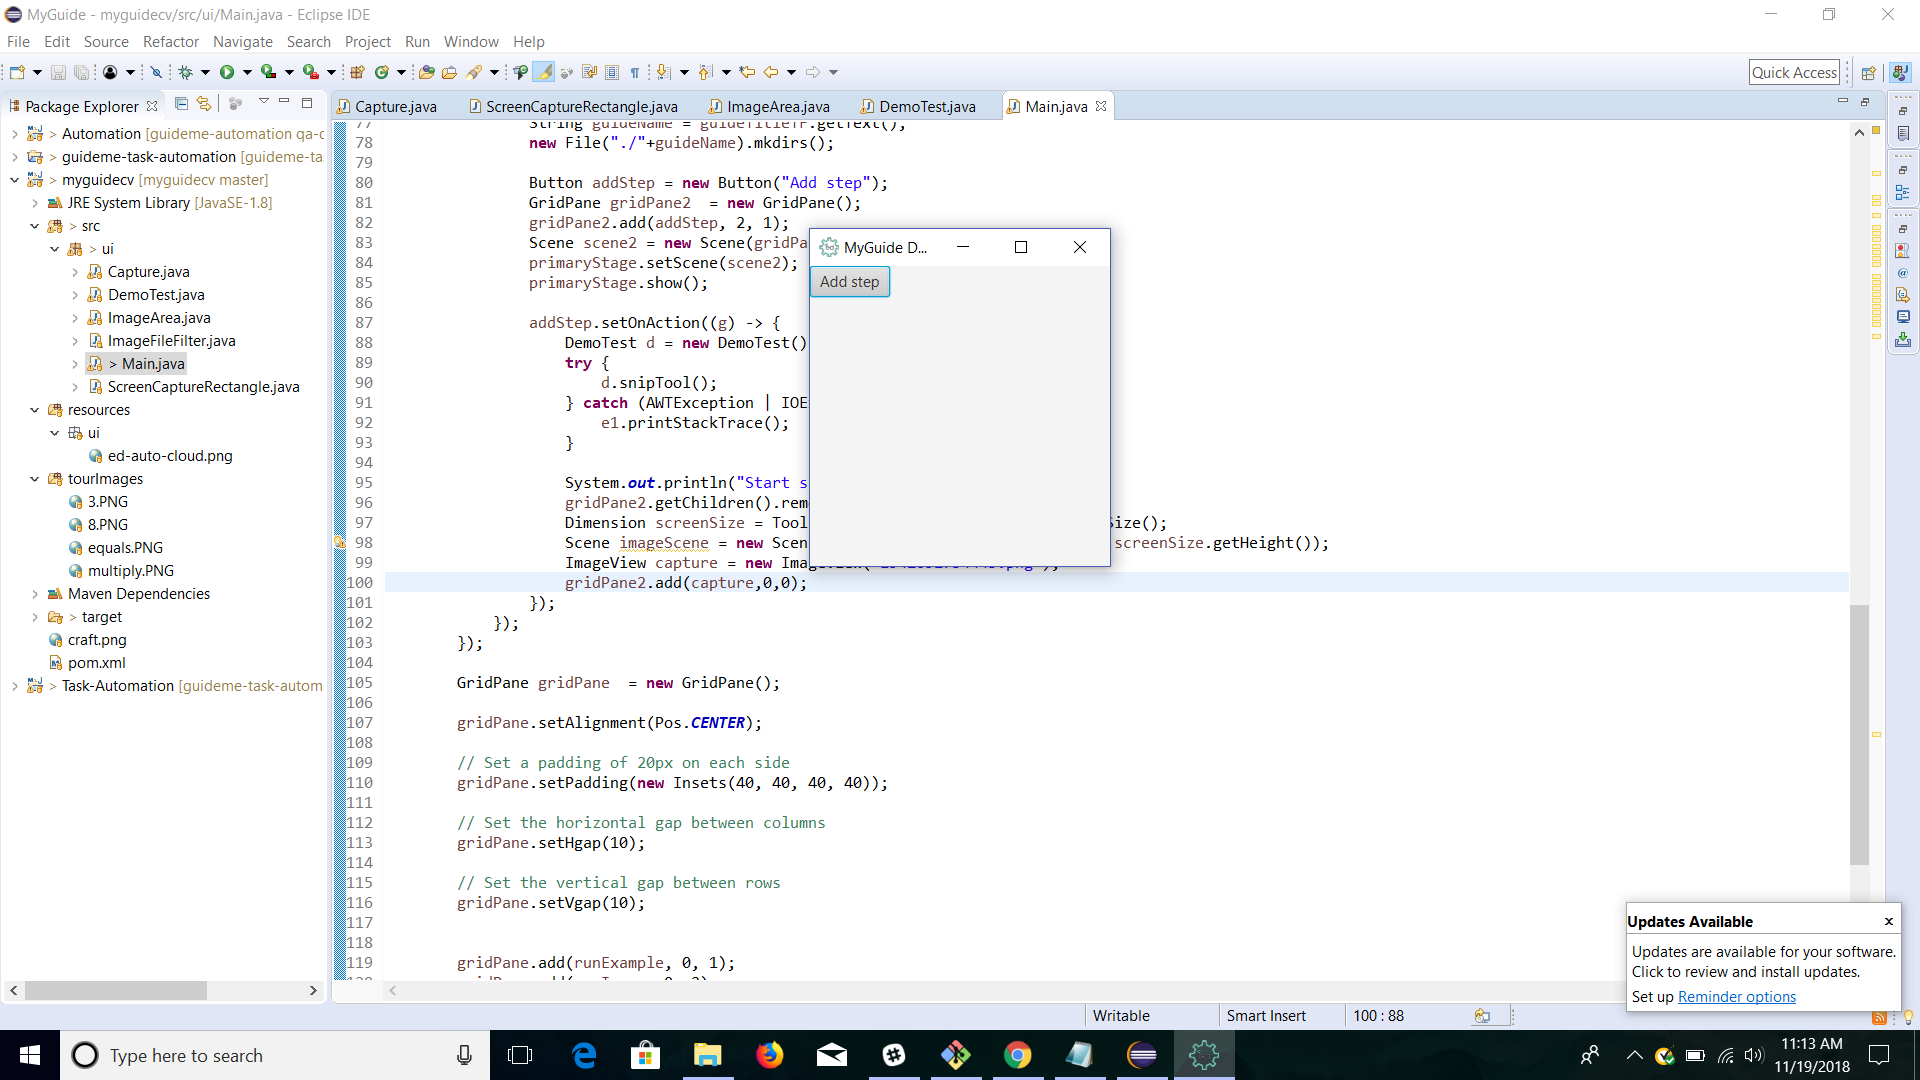 MyGuide - myguidecv/src/ui/Main.java - Eclipse IDE
File Edit Source Refactor Navigate Search Project Run Window Help
Quick Access
Package Explorer
> Automation [guideme-automation qa-c
> guideme-task-automation [guideme-ta
> myguidecv [myguidecv master]
JRE System Library [JavaSE-1.8]
> src
> ui
Capture.java
DemoTest.java
ImageArea.java
ImageFileFilter.java
> Main.java
ScreenCaptureRectangle.java
resources
ui
ed-auto-cloud.png
tourImages
3.PNG
8.PNG
equals.PNG
multiply.PNG
Maven Dependencies
> target
craft.png
pom.xml
> Task-Automation [guideme-task-autom
Capture.java ScreenCaptureRectangle.java ImageArea.java DemoTest.java Main.java
77 String guideName = guideTitleTF.getText();
78 new File("./"+guideName).mkdirs();
79
80 Button addStep = new Button("Add step");
81 GridPane gridPane2  = new GridPane();
82 gridPane2.add(addStep, 2, 1);
83 Scene scene2 = new Scene(gridPa
84 primaryStage.setScene(scene2);
85 primaryStage.show();
86
87 addStep.setOnAction((g) -> {
88 DemoTest d = new DemoTest()
89 try {
90 d.snipTool();
91 } catch (AWTException | IOE
92 e1.printStackTrace();
93 }
94
95 System.out.println("Start s
96 gridPane2.getChildren().rem
97 Dimension screenSize = Tool Size();
98 Scene imageScene = new Scen screenSize.getHeight());
99 ImageView capture = new Ima
100 gridPane2.add(capture,0,0);
101 });
102 });
103 });
104
105 GridPane gridPane  = new GridPane();
106
107 gridPane.setAlignment(Pos.CENTER);
108
109 // Set a padding of 20px on each side
110 gridPane.setPadding(new Insets(40, 40, 40, 40));
111
112 // Set the horizontal gap between columns
113 gridPane.setHgap(10);
114
115 // Set the vertical gap between rows
116 gridPane.setVgap(10);
117
118
119 gridPane.add(runExample, 0, 1);
MyGuide D...
Add step
Updates Available
Updates are available for your software.
Click to review and install updates.
Set up Reminder options
Writable Smart Insert 100 : 88
Type here to search
11:13 AM
11/19/2018